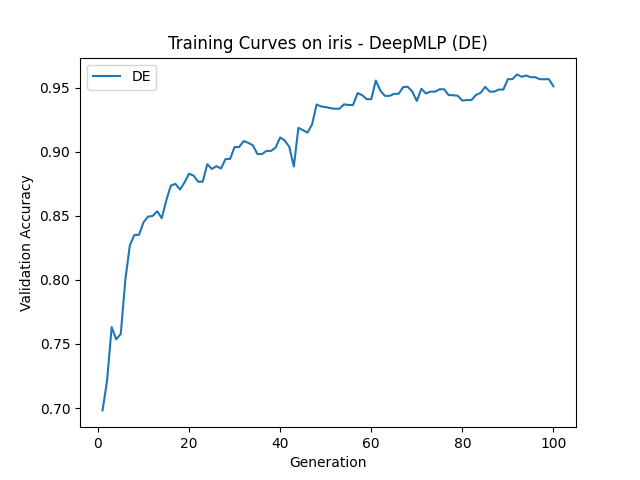 Training Curves on iris - DeepMLP (DE)
DE
0.95
0.90
0.85
0.80
0.75
0.70
Validation Accuracy
0 20 40 60 80 100
Generation